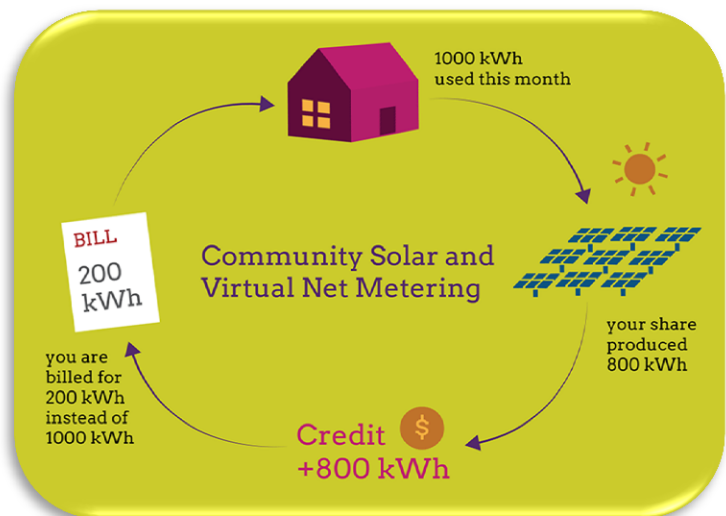 1000 kWh
used this month
Community Solar and
Virtual Net Metering
your share
produced
800 kWh
Credit $
+800 kWh
BILL
200
kWh
you are
billed for
200 kWh
instead of
1000 kWh